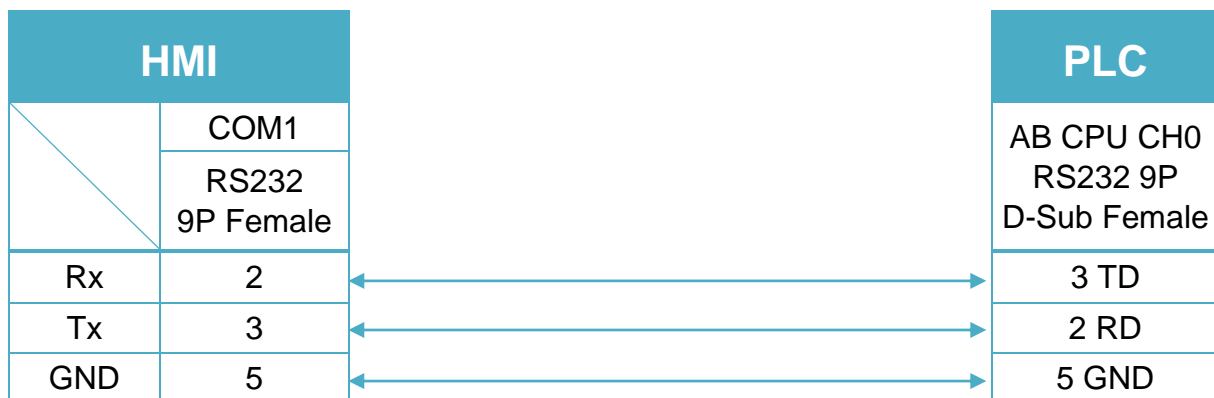 HMI
PLC
COM1
RS232
9P Female
AB CPU CH0
RS232 9P
D-Sub Female
Rx 2 3 TD
Tx 3 2 RD
GND 5 5 GND